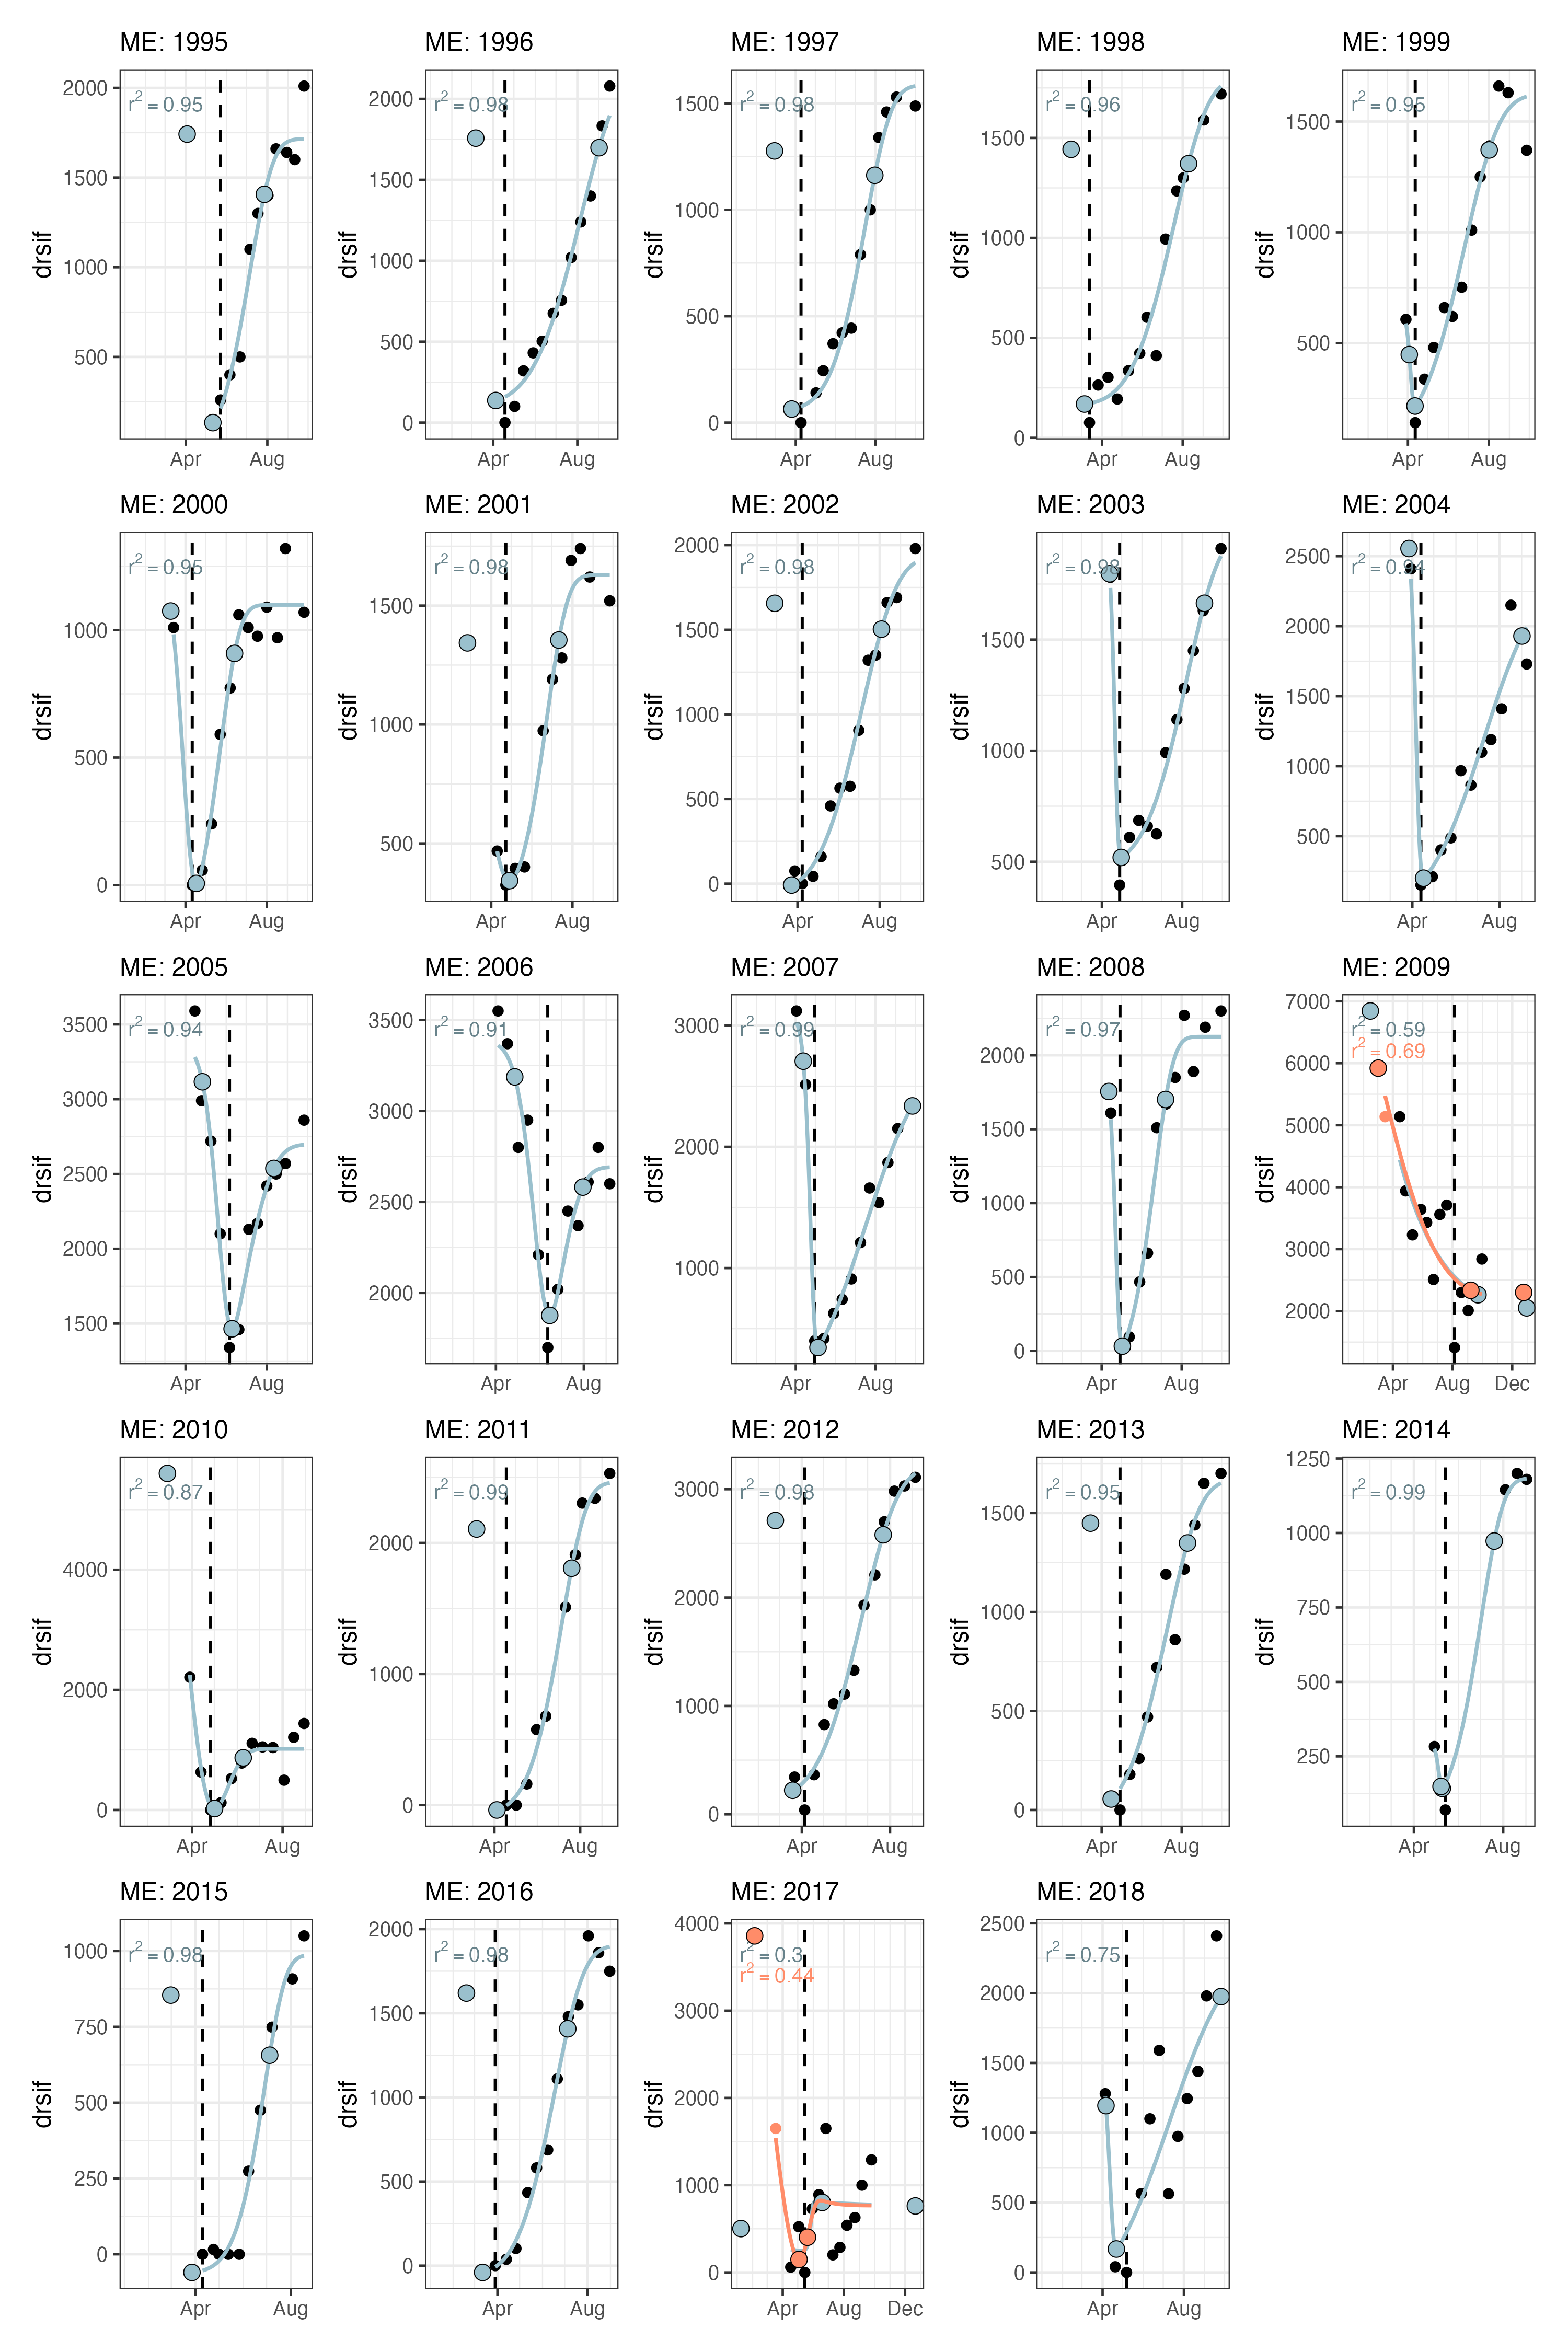 ME: 1995
r² = 0.95
drsif
2000
1500
1000
500
Apr Aug
ME: 1996
r² = 0.98
drsif
2000
1500
1000
500
0
Apr Aug
ME: 1997
r² = 0.98
drsif
1500
1000
500
0
Apr Aug
ME: 1998
r² = 0.96
drsif
1500
1000
500
0
Apr Aug
ME: 1999
r² = 0.95
drsif
1500
1000
500
Apr Aug
ME: 2000
r² = 0.95
drsif
1000
500
0
Apr Aug
ME: 2001
r² = 0.98
drsif
1500
1000
500
Apr Aug
ME: 2002
r² = 0.98
drsif
2000
1500
1000
500
0
Apr Aug
ME: 2003
r² = 0.98
drsif
1500
1000
500
Apr Aug
ME: 2004
r² = 0.94
drsif
2500
2000
1500
1000
500
Apr Aug
ME: 2005
r² = 0.94
drsif
3500
3000
2500
2000
1500
Apr Aug
ME: 2006
r² = 0.91
drsif
3500
3000
2500
2000
Apr Aug
ME: 2007
r² = 0.99
drsif
3000
2000
1000
Apr Aug
ME: 2008
r² = 0.97
drsif
2000
1500
1000
500
0
Apr Aug
ME: 2009
r² = 0.59
r² = 0.69
drsif
7000
6000
5000
4000
3000
2000
Apr Aug Dec
ME: 2010
r² = 0.87
drsif
4000
2000
0
Apr Aug
ME: 2011
r² = 0.99
drsif
2000
1000
0
Apr Aug
ME: 2012
r² = 0.98
drsif
3000
2000
1000
0
Apr Aug
ME: 2013
r² = 0.95
drsif
1500
1000
500
0
Apr Aug
ME: 2014
r² = 0.99
drsif
1250
1000
750
500
250
Apr Aug
ME: 2015
r² = 0.98
drsif
1000
750
500
250
0
Apr Aug
ME: 2016
r² = 0.98
drsif
2000
1500
1000
500
0
Apr Aug
ME: 2017
r² = 0.3
r² = 0.44
drsif
4000
3000
2000
1000
0
Apr Aug Dec
ME: 2018
r² = 0.75
drsif
2500
2000
1500
1000
500
0
Apr Aug